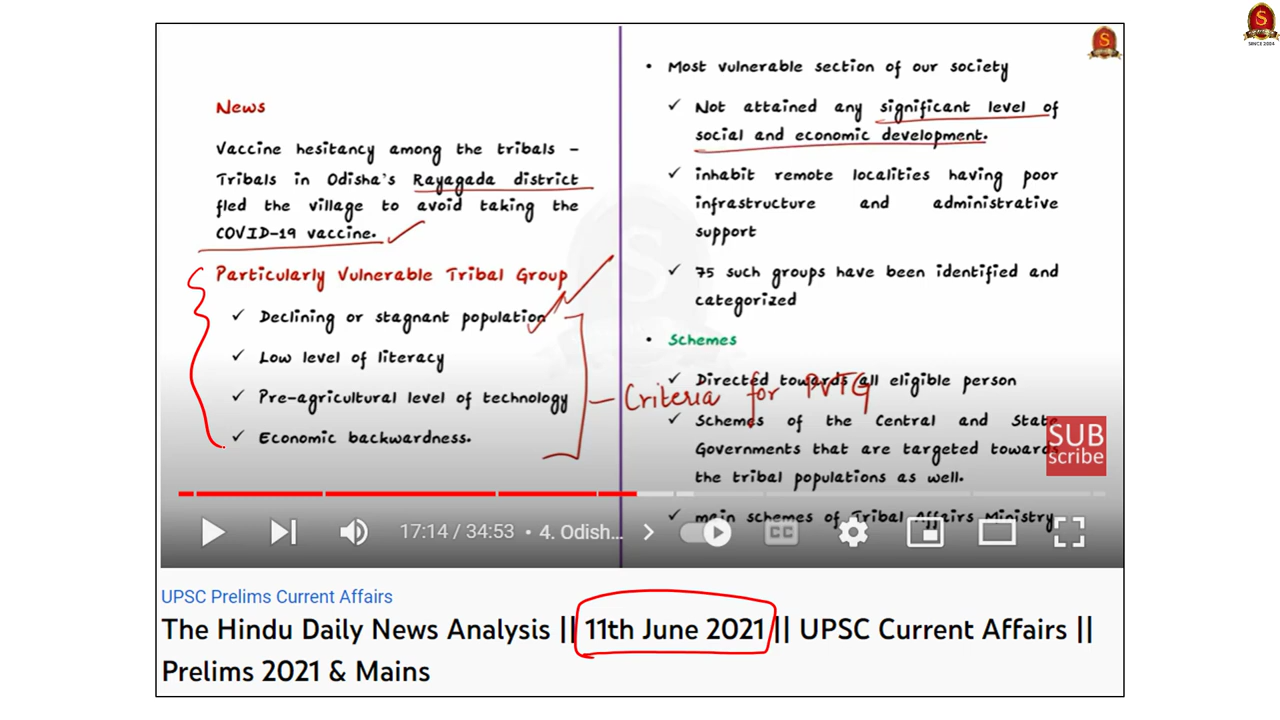 News
Vaccine hesitancy among the tribals -
Tribals in Odisha's Rayagada district
fled the village to avoid taking the
COVID-19 vaccine.
Particularly Vulnerable Tribal Group
✓ Declining or stagnant population
✓ Low level of literacy
✓ Pre-agricultural level of technology
✓ Economic backwardness.
Criteria for PVTG
• Most vulnerable section of our society
✓ Not attained any significant level of
social and economic development.
✓ inhabit remote localities having poor
infrastructure and administrative
support
✓ 75 such groups have been identified and
categorized
• Schemes
✓ Directed towards all eligible person
✓ Schemes of the Central and State
Governments that are targeted towards
the tribal populations as well.
✓ main schemes of Tribal Affairs Ministry
SUB
scribe
17:14 / 34:53 • 4. Odish...
CC
UPSC Prelims Current Affairs
The Hindu Daily News Analysis || 11th June 2021 || UPSC Current Affairs ||
Prelims 2021 & Mains
S
SINCE 2004